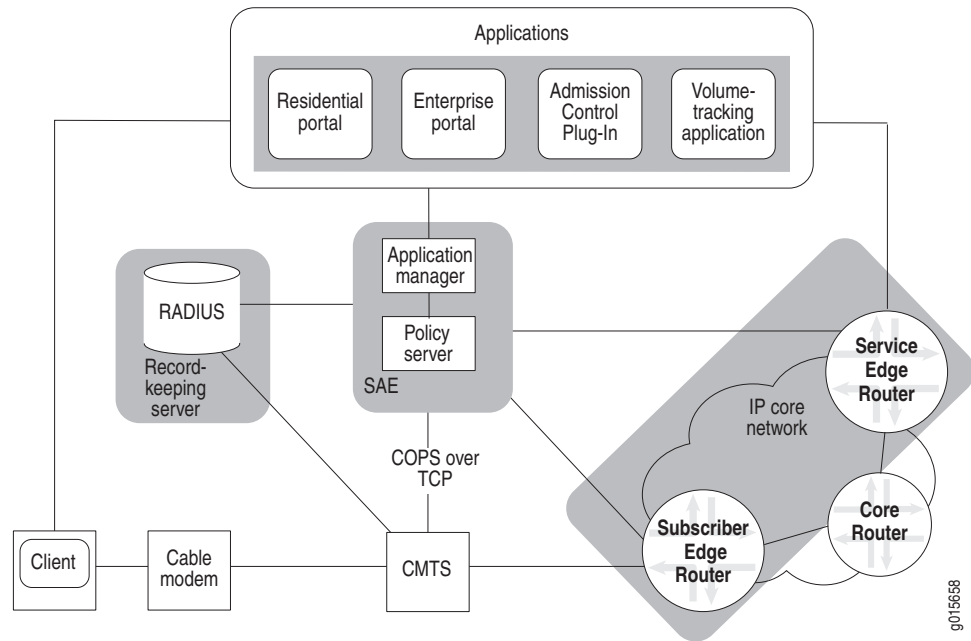 Applications
Residential
portal
Enterprise
portal
Admission
Control
Plug-In
Volume-
tracking
application
Application
manager
Policy
server
SAE
RADIUS
Record-
keeping
server
COPS over
TCP
IP core
network
Service
Edge
Router
Core
Router
Subscriber
Edge
Router
Client
Cable
modem
CMTS
g015658